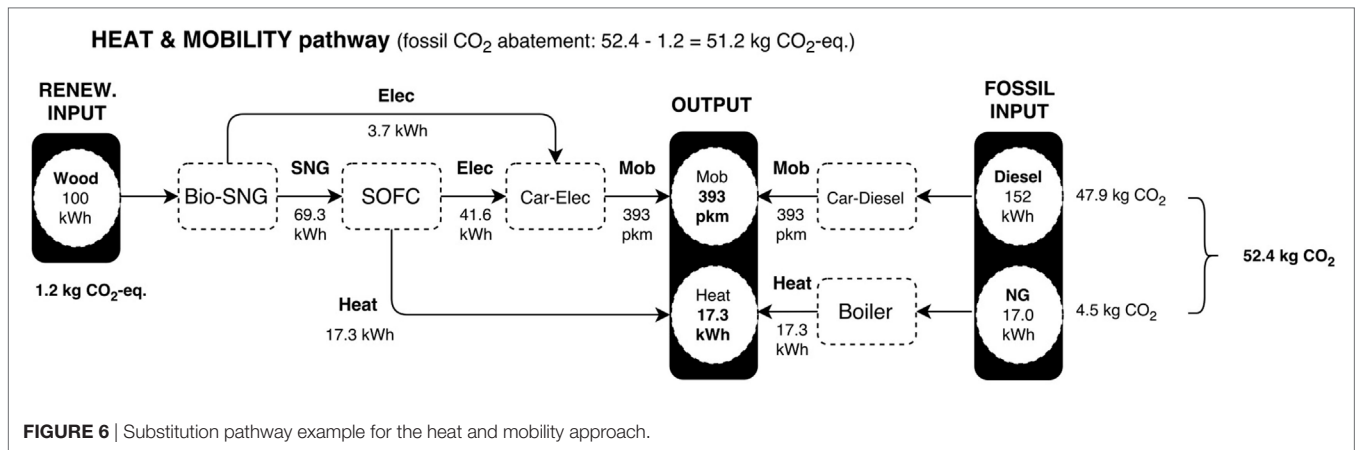 HEAT & MOBILITY pathway (fossil CO₂ abatement: 52.4 - 1.2 = 51.2 kg CO₂-eq.)
RENEW.
INPUT
Wood
100
kWh
1.2 kg CO₂-eq.
Elec
3.7 kWh
Bio-SNG
SNG
69.3
kWh
SOFC
Elec
41.6
kWh
Car-Elec
Mob
393
pkm
Heat
17.3 kWh
OUTPUT
Mob
393
pkm
Heat
17.3
kWh
Mob
393
pkm
Car-Diesel
Heat
17.3
kWh
Boiler
FOSSIL
INPUT
Diesel
152
kWh
NG
17.0
kWh
47.9 kg CO₂
4.5 kg CO₂
52.4 kg CO₂
FIGURE 6 | Substitution pathway example for the heat and mobility approach.